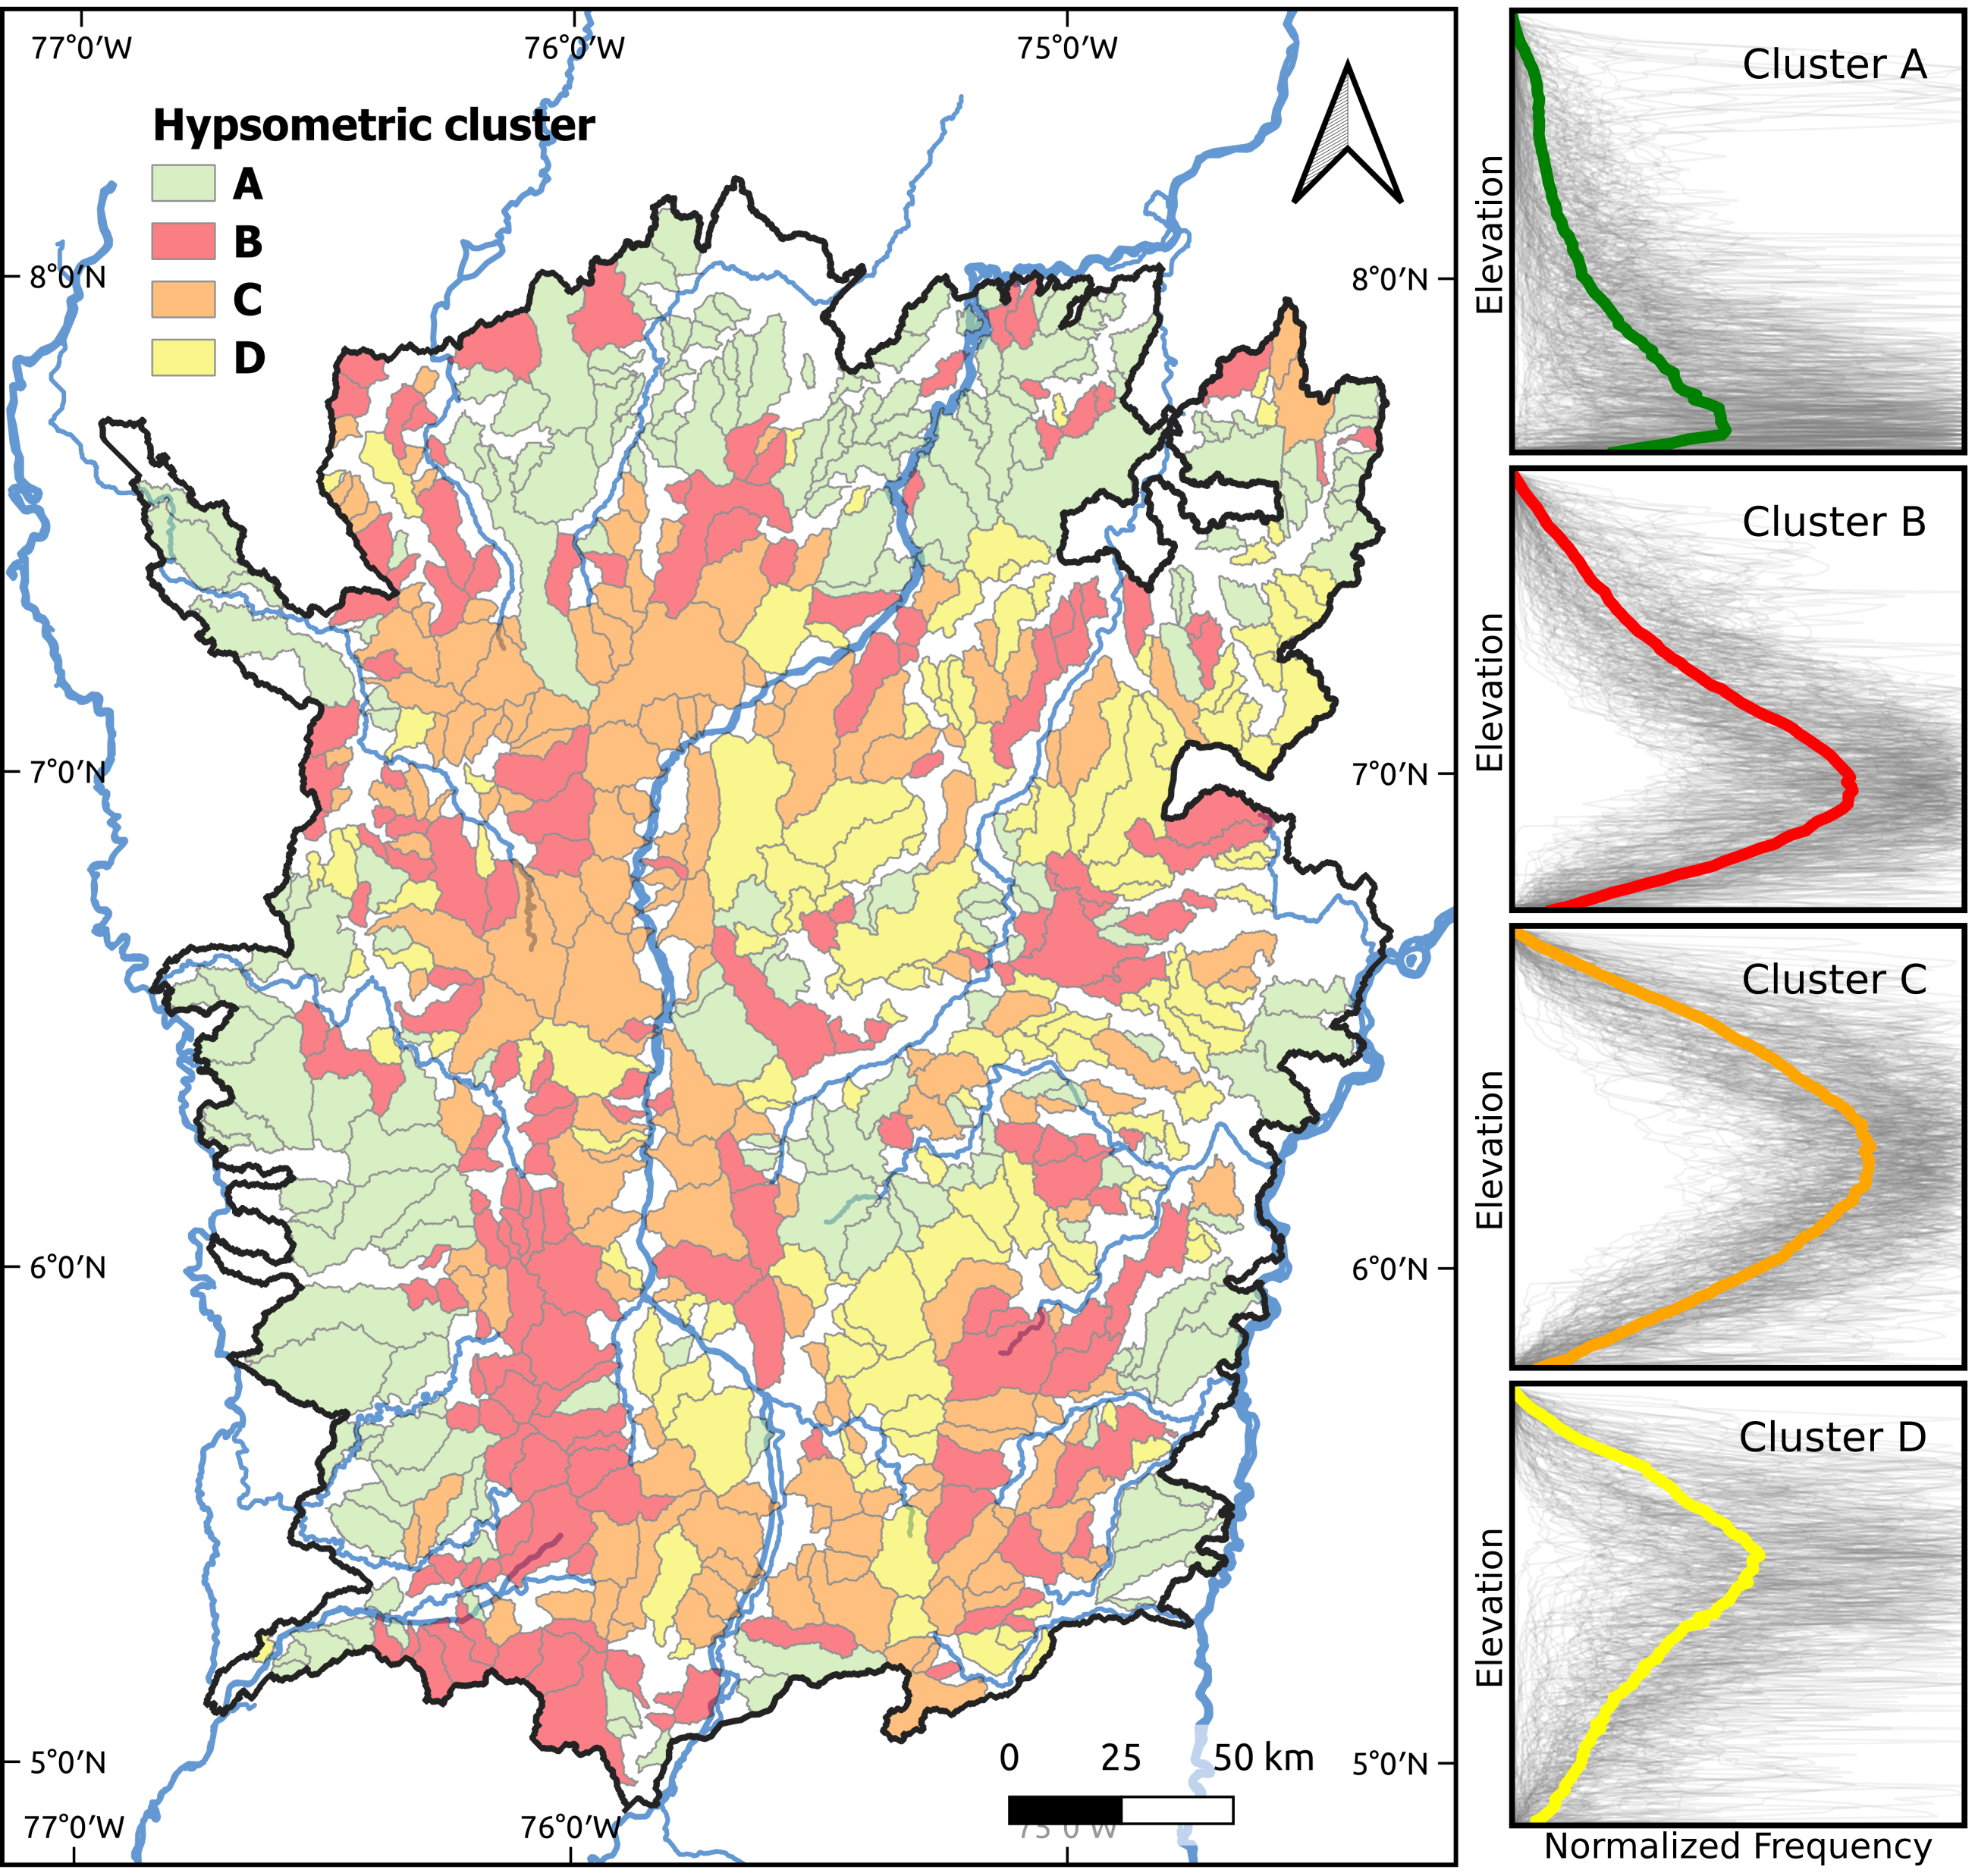 77°0′W 76°0′W 75°0′W
Hypsometric cluster
A
B
C
D
8°0′N 8°0′N
7°0′N 7°0′N
6°0′N 6°0′N
5°0′N 5°0′N
0 25 50 km
77°0′W 76°0′W 75°0′W
Cluster A
Elevation
Cluster B
Elevation
Cluster C
Elevation
Cluster D
Elevation
Normalized Frequency